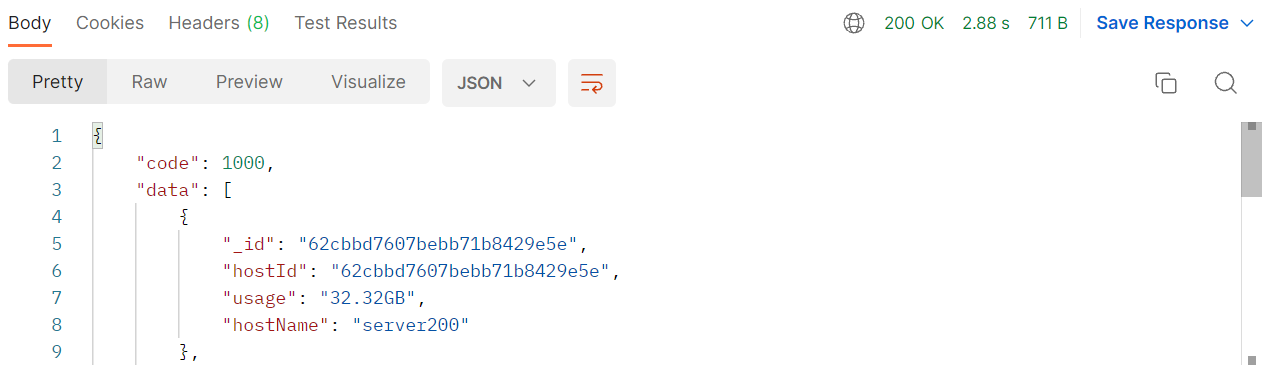 Body Cookies Headers (8) Test Results 200 OK 2.88 s 711 B Save Response
Pretty Raw Preview Visualize JSON
1 {
2 "code": 1000,
3 "data": [
4 {
5 "_id": "62cbbd7607bebb71b8429e5e",
6 "hostId": "62cbbd7607bebb71b8429e5e",
7 "usage": "32.32GB",
8 "hostName": "server200"
9 },